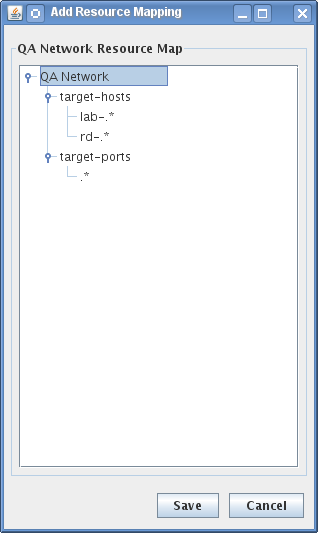 Add Resource Mapping
QA Network Resource Map
QA Network
target-hosts
lab-.*
rd-.*
target-ports
.*
Save
Cancel